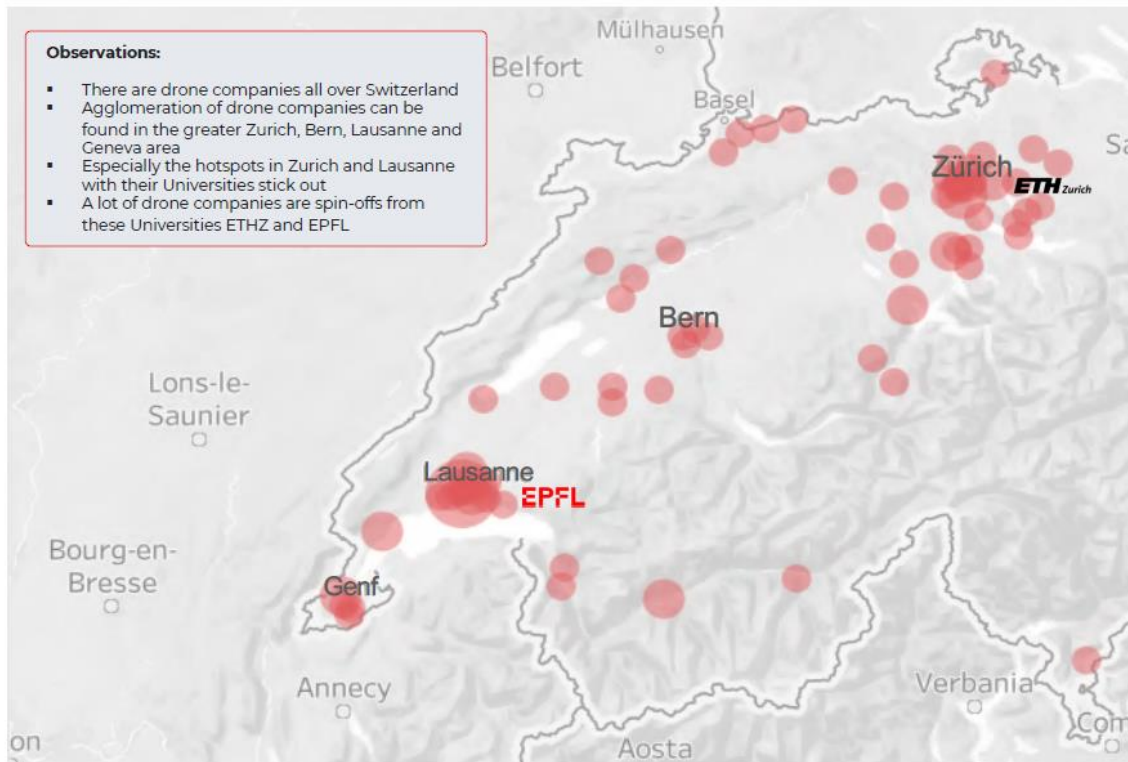 Observations:
▪ There are drone companies all over Switzerland
▪ Agglomeration of drone companies can be
found in the greater Zurich, Bern, Lausanne and
Geneva area
▪ Especially the hotspots in Zurich and Lausanne
with their Universities stick out
▪ A lot of drone companies are spin-offs from
these Universities ETHZ and EPFL
Mülhausen
Belfort
Basel
Sa
Zürich
ETH Zurich
Bern
Lons-le-
Saunier
Lausanne
EPFL
Bourg-en-
Bresse
Genf
Annecy
Verbania
Com
on
Aosta